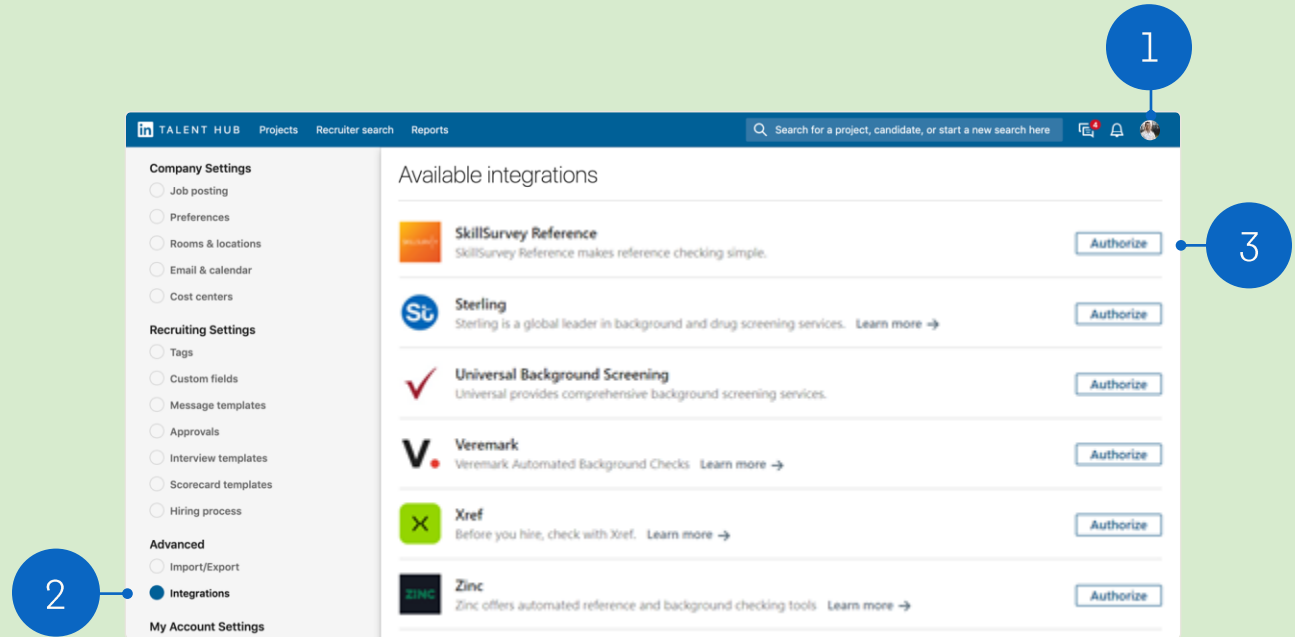 1
in TALENT HUB Projects Recruiter search Reports Search for a project, candidate, or start a new search here 4
Company Settings
Job posting
Preferences
Rooms & locations
Email & calendar
Cost centers
Recruiting Settings
Tags
Custom fields
Message templates
Approvals
Interview templates
Scorecard templates
Hiring process
Advanced
Import/Export
2
Integrations
My Account Settings
Available integrations
SkillSurvey Reference
SkillSurvey Reference makes reference checking simple.
Authorize
3
St
Sterling
Sterling is a global leader in background and drug screening services. Learn more →
Authorize
Universal Background Screening
Universal provides comprehensive background screening services.
Authorize
V.
Veremark
Veremark Automated Background Checks Learn more →
Authorize
X
Xref
Before you hire, check with Xref. Learn more →
Authorize
ZINC
Zinc
Zinc offers automated reference and background checking tools Learn more →
Authorize